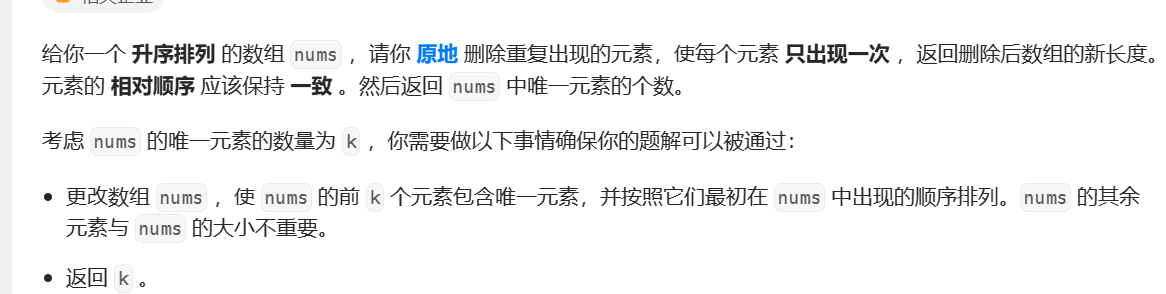 相关企业
给你一个 升序排列 的数组 nums ，请你 原地 删除重复出现的元素，使每个元素 只出现一次 ，返回删除后数组的新长度。
元素的 相对顺序 应该保持 一致 。然后返回 nums 中唯一元素的个数。
考虑 nums 的唯一元素的数量为 k ，你需要做以下事情确保你的题解可以被通过：
• 更改数组 nums ，使 nums 的前 k 个元素包含唯一元素，并按照它们最初在 nums 中出现的顺序排列。nums 的其余
元素与 nums 的大小不重要。
• 返回 k 。